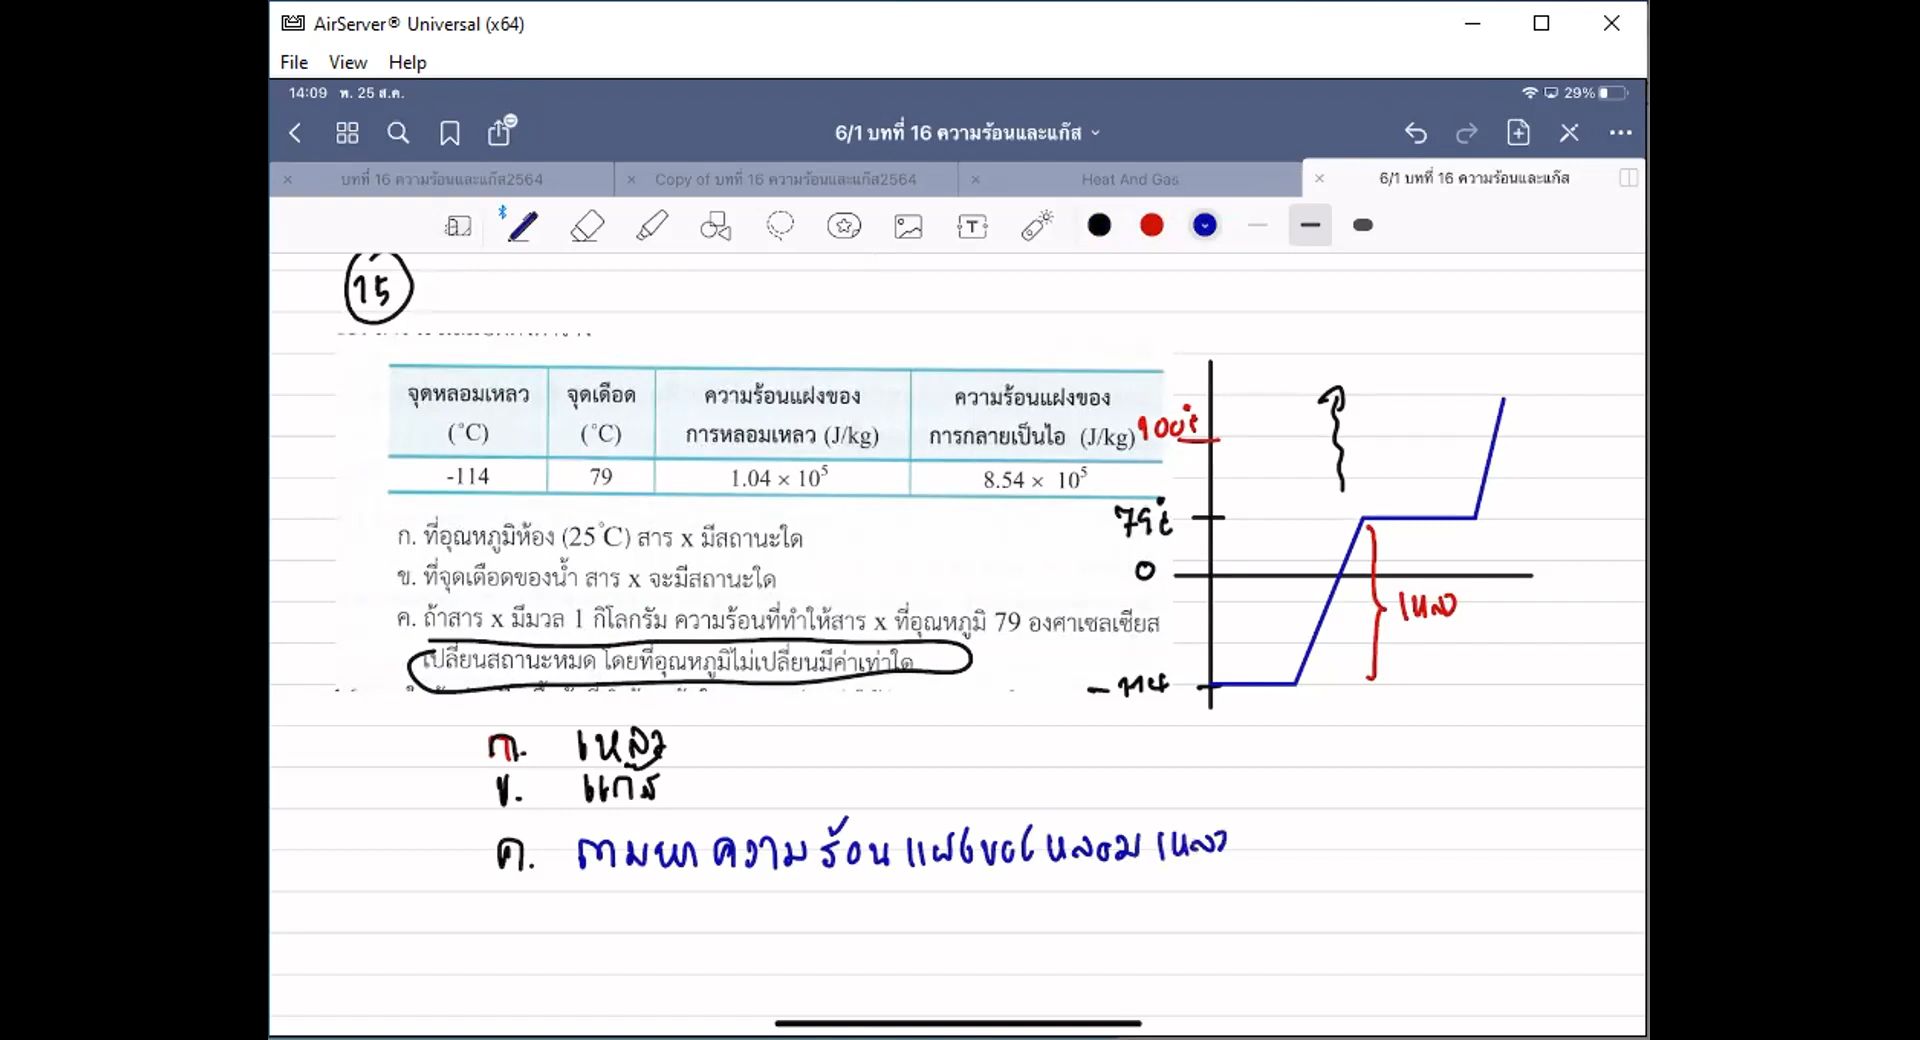 AirServer® Universal (x64)
File View Help
14:09 พ. 25 ส.ค.
29%
6/1 บทที่ 16 ความร้อนและแก๊ส
บทที่ 16 ความร้อนและแก๊ส2564
Copy of บทที่ 16 ความร้อนและแก๊ส2564
Heat And Gas
6/1 บทที่ 16 ความร้อนและแก๊ส
15
จุดหลอมเหลว (°C)
จุดเดือด (°C)
ความร้อนแฝงของ การหลอมเหลว (J/kg)
ความร้อนแฝงของ การกลายเป็นไอ (J/kg)
-114 79 1.04 × 10⁵ 8.54 × 10⁵
ก. ที่อุณหภูมิห้อง (25°C) สาร x มีสถานะใด
ข. ที่จุดเดือดของน้ำ สาร x จะมีสถานะใด
ค. ถ้าสาร x มีมวล 1 กิโลกรัม ความร้อนที่ทำให้สาร x ที่อุณหภูมิ 79 องศาเซลเซียส
เปลี่ยนสถานะหมด โดยที่อุณหภูมิไม่เปลี่ยนมีค่าเท่าใด
100°c
79°c
0
-114
เหลว
ก. เหลว
ข. แก๊ส
ค. ถามหา ความร้อนแฝงของหลอมเหลว